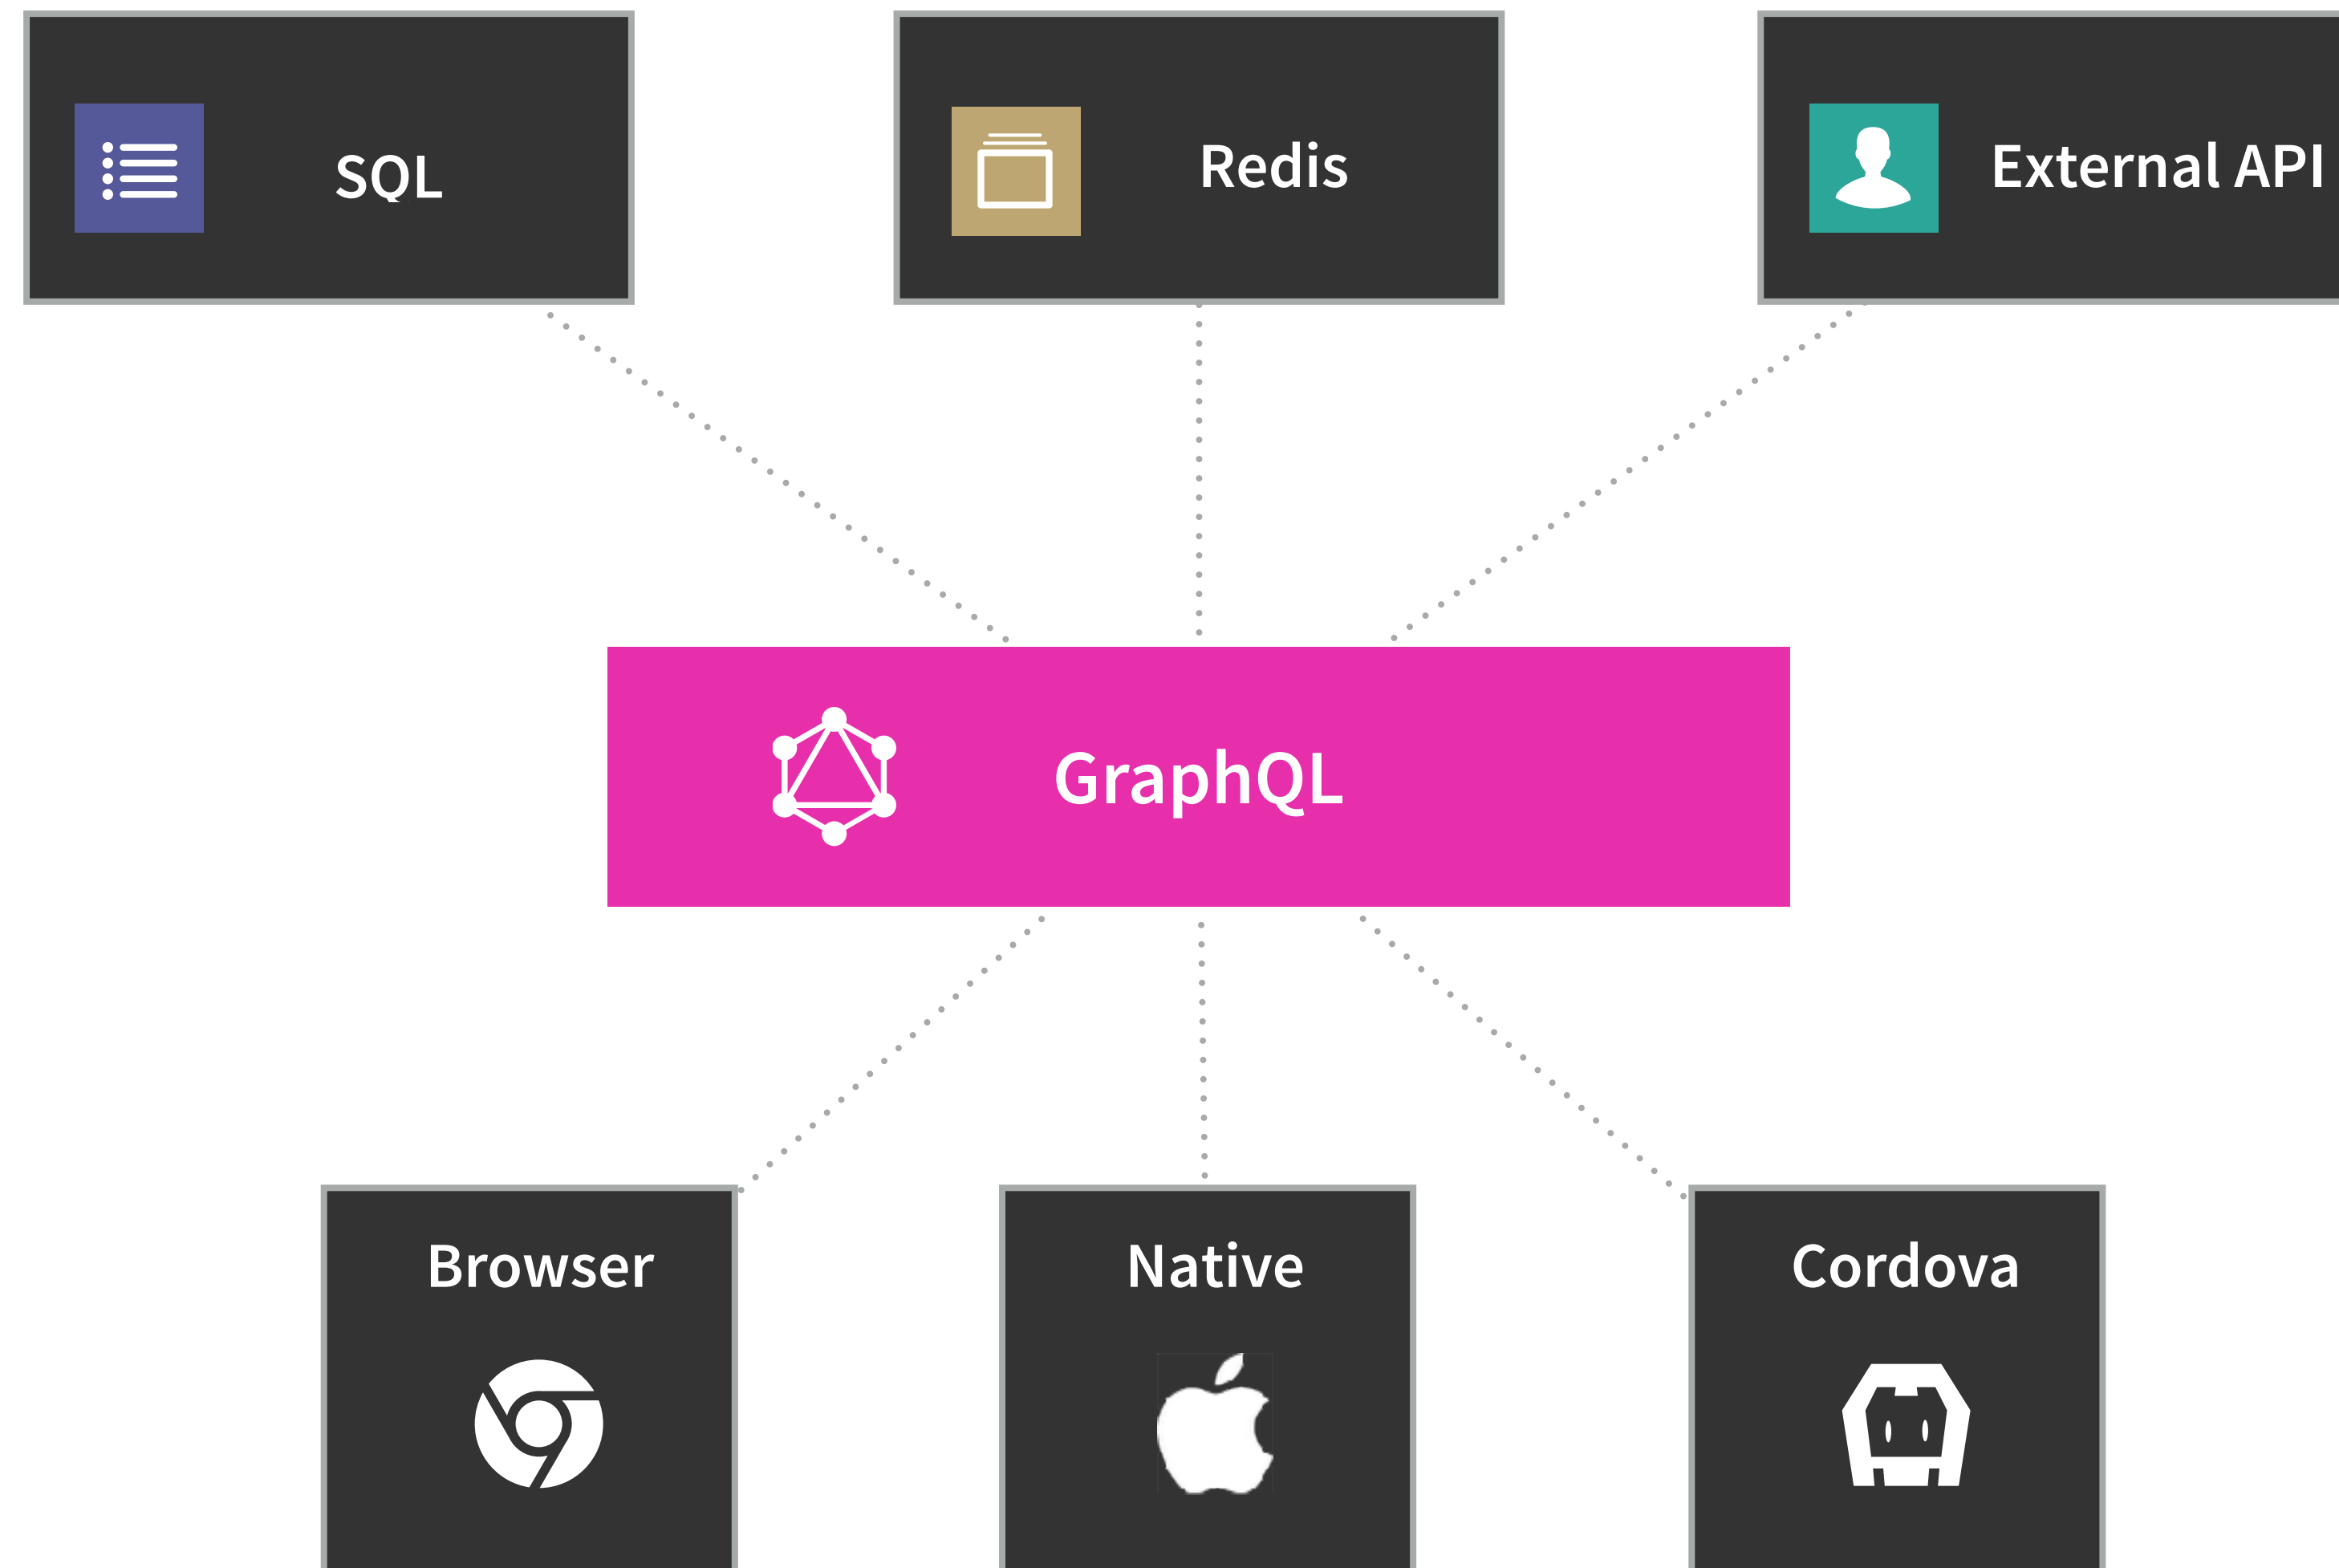 SQL
Redis
External API
GraphQL
Browser
Native
Cordova